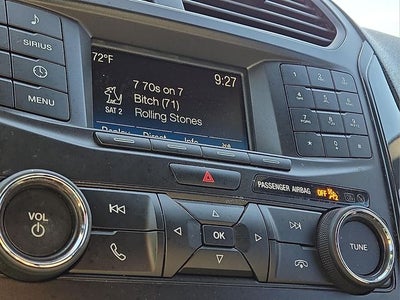 ♪
SIRIUS
MENU
72°F
9:27
7 70s on 7
Bitch (71)
Rolling Stones
SAT 2
Replay Direct Info
1 2 3
4 5 6
7 8 9
* 0 #
PASSENGER AIRBAG OFF
VOL
OK
TUNE